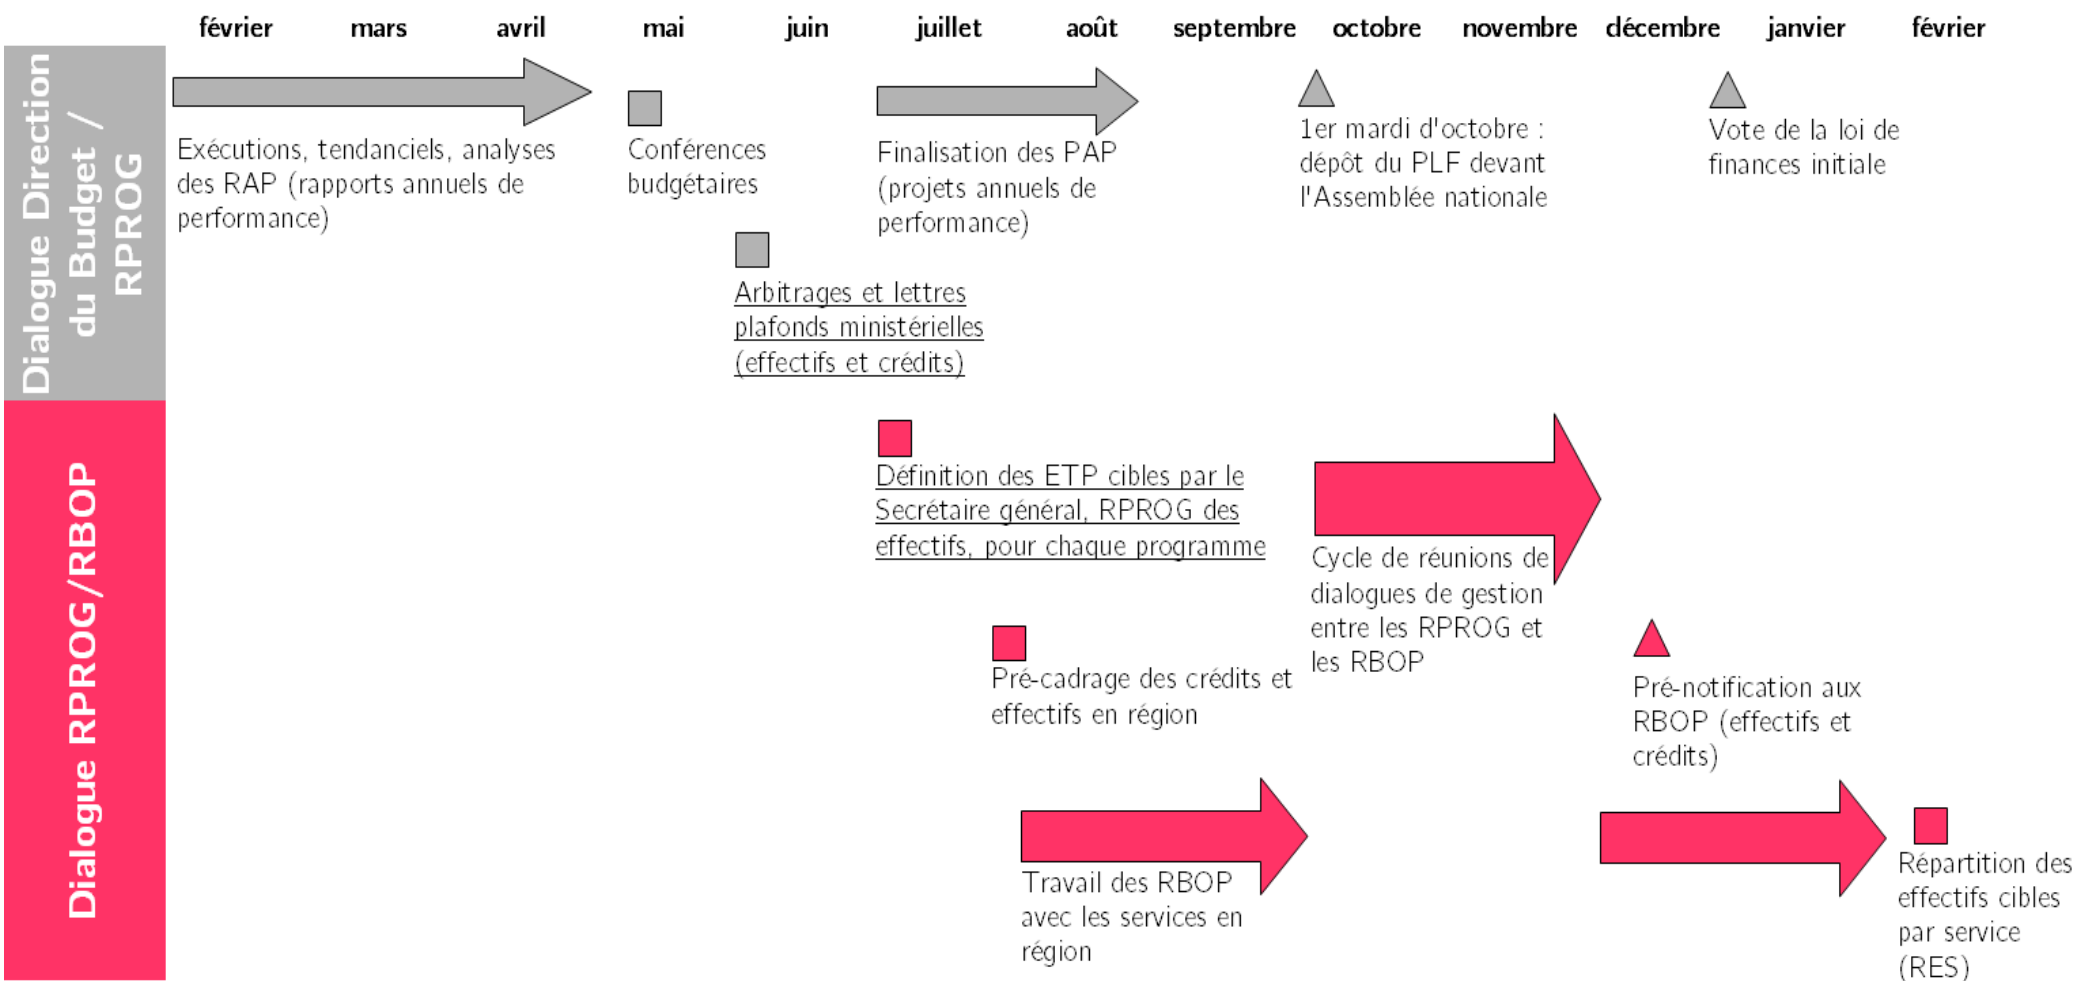 février mars avril mai juin juillet août septembre octobre novembre décembre janvier février
Dialogue Direction
du Budget /
RPROG
Exécutions, tendanciels, analyses
des RAP (rapports annuels de
performance)
Conférences
budgétaires
Finalisation des PAP
(projets annuels de
performance)
1er mardi d'octobre :
dépôt du PLF devant
l'Assemblée nationale
Vote de la loi de
finances initiale
Arbitrages et lettres
plafonds ministérielles
(effectifs et crédits)
Dialogue RPROG/RBOP
Définition des ETP cibles par le
Secrétaire général, RPROG des
effectifs, pour chaque programme
Cycle de réunions de
dialogues de gestion
entre les RPROG et
les RBOP
Pré-cadrage des crédits et
effectifs en région
Pré-notification aux
RBOP (effectifs et
crédits)
Travail des RBOP
avec les services en
région
Répartition des
effectifs cibles
par service
(RES)